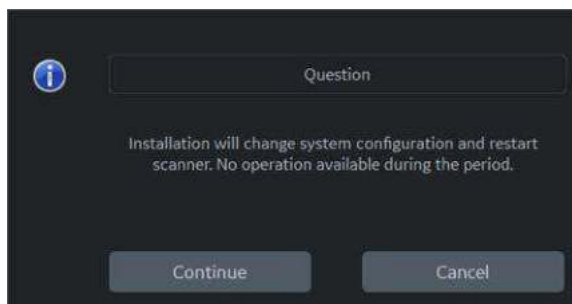 Question
Installation will change system configuration and restart
scanner. No operation available during the period.
Continue
Cancel